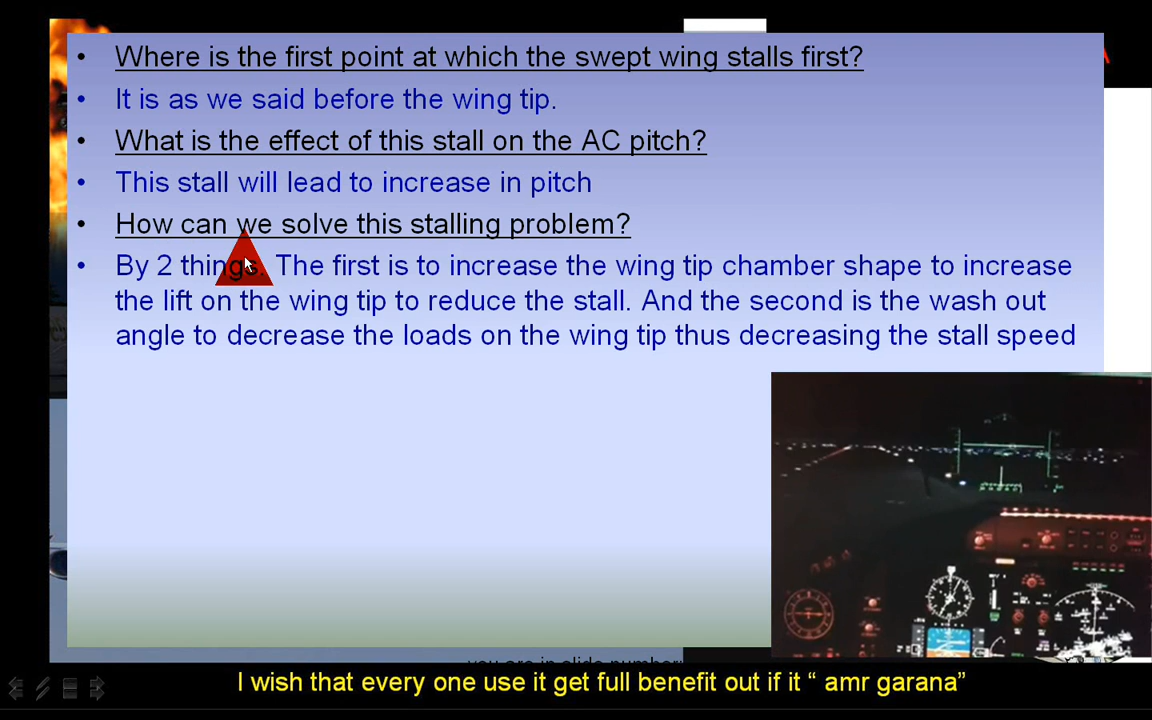 Where is the first point at which the swept wing stalls first?
It is as we said before the wing tip.
What is the effect of this stall on the AC pitch?
This stall will lead to increase in pitch
How can we solve this stalling problem?
By 2 things. The first is to increase the wing tip chamber shape to increase
the lift on the wing tip to reduce the stall. And the second is the wash out
angle to decrease the loads on the wing tip thus decreasing the stall speed
you are in slide number:
I wish that every one use it get full benefit out if it “ amr garana”